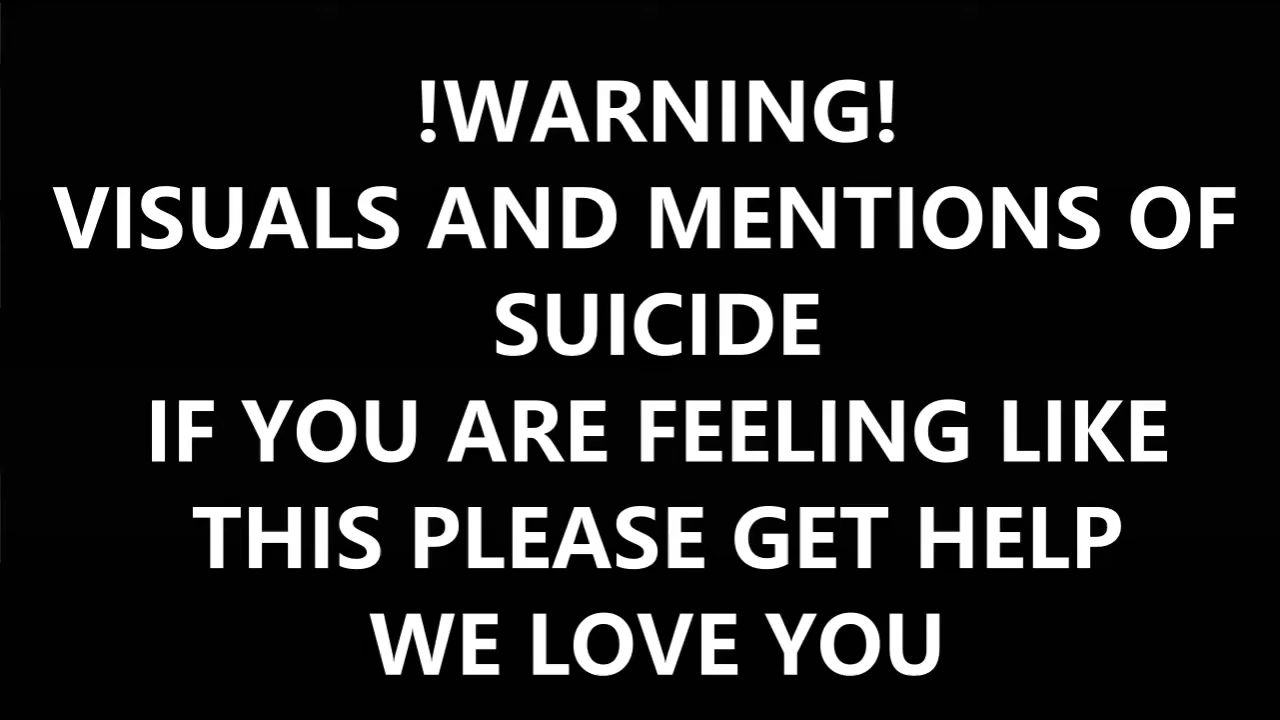 !WARNING!
VISUALS AND MENTIONS OF
SUICIDE
IF YOU ARE FEELING LIKE
THIS PLEASE GET HELP
WE LOVE YOU